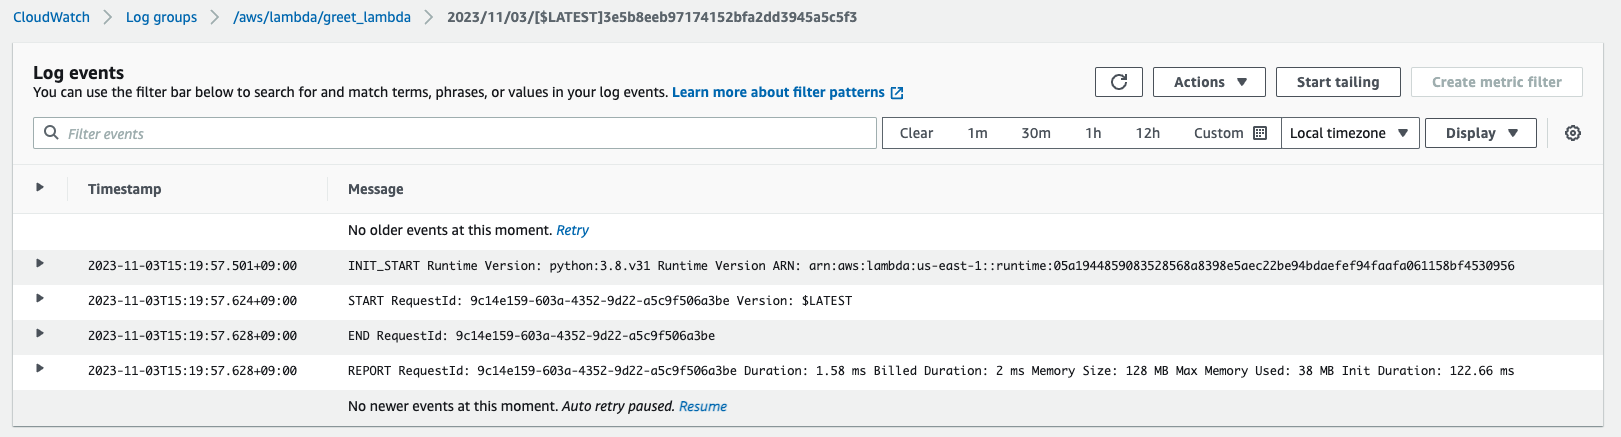 CloudWatch > Log groups > /aws/lambda/greet_lambda > 2023/11/03/[$LATEST]3e5b8eeb97174152bfa2dd3945a5c5f3
Log events
You can use the filter bar below to search for and match terms, phrases, or values in your log events. Learn more about filter patterns
Actions
Start tailing
Create metric filter
Filter events
Clear 1m 30m 1h 12h Custom Local timezone Display
Timestamp Message
No older events at this moment. Retry
2023-11-03T15:19:57.501+09:00 INIT_START Runtime Version: python:3.8.v31 Runtime Version ARN: arn:aws:lambda:us-east-1::runtime:05a1944859083528568a8398e5aec22be94bdaefef94faafa061158bf4530956
2023-11-03T15:19:57.624+09:00 START RequestId: 9c14e159-603a-4352-9d22-a5c9f506a3be Version: $LATEST
2023-11-03T15:19:57.628+09:00 END RequestId: 9c14e159-603a-4352-9d22-a5c9f506a3be
2023-11-03T15:19:57.628+09:00 REPORT RequestId: 9c14e159-603a-4352-9d22-a5c9f506a3be Duration: 1.58 ms Billed Duration: 2 ms Memory Size: 128 MB Max Memory Used: 38 MB Init Duration: 122.66 ms
No newer events at this moment. Auto retry paused. Resume